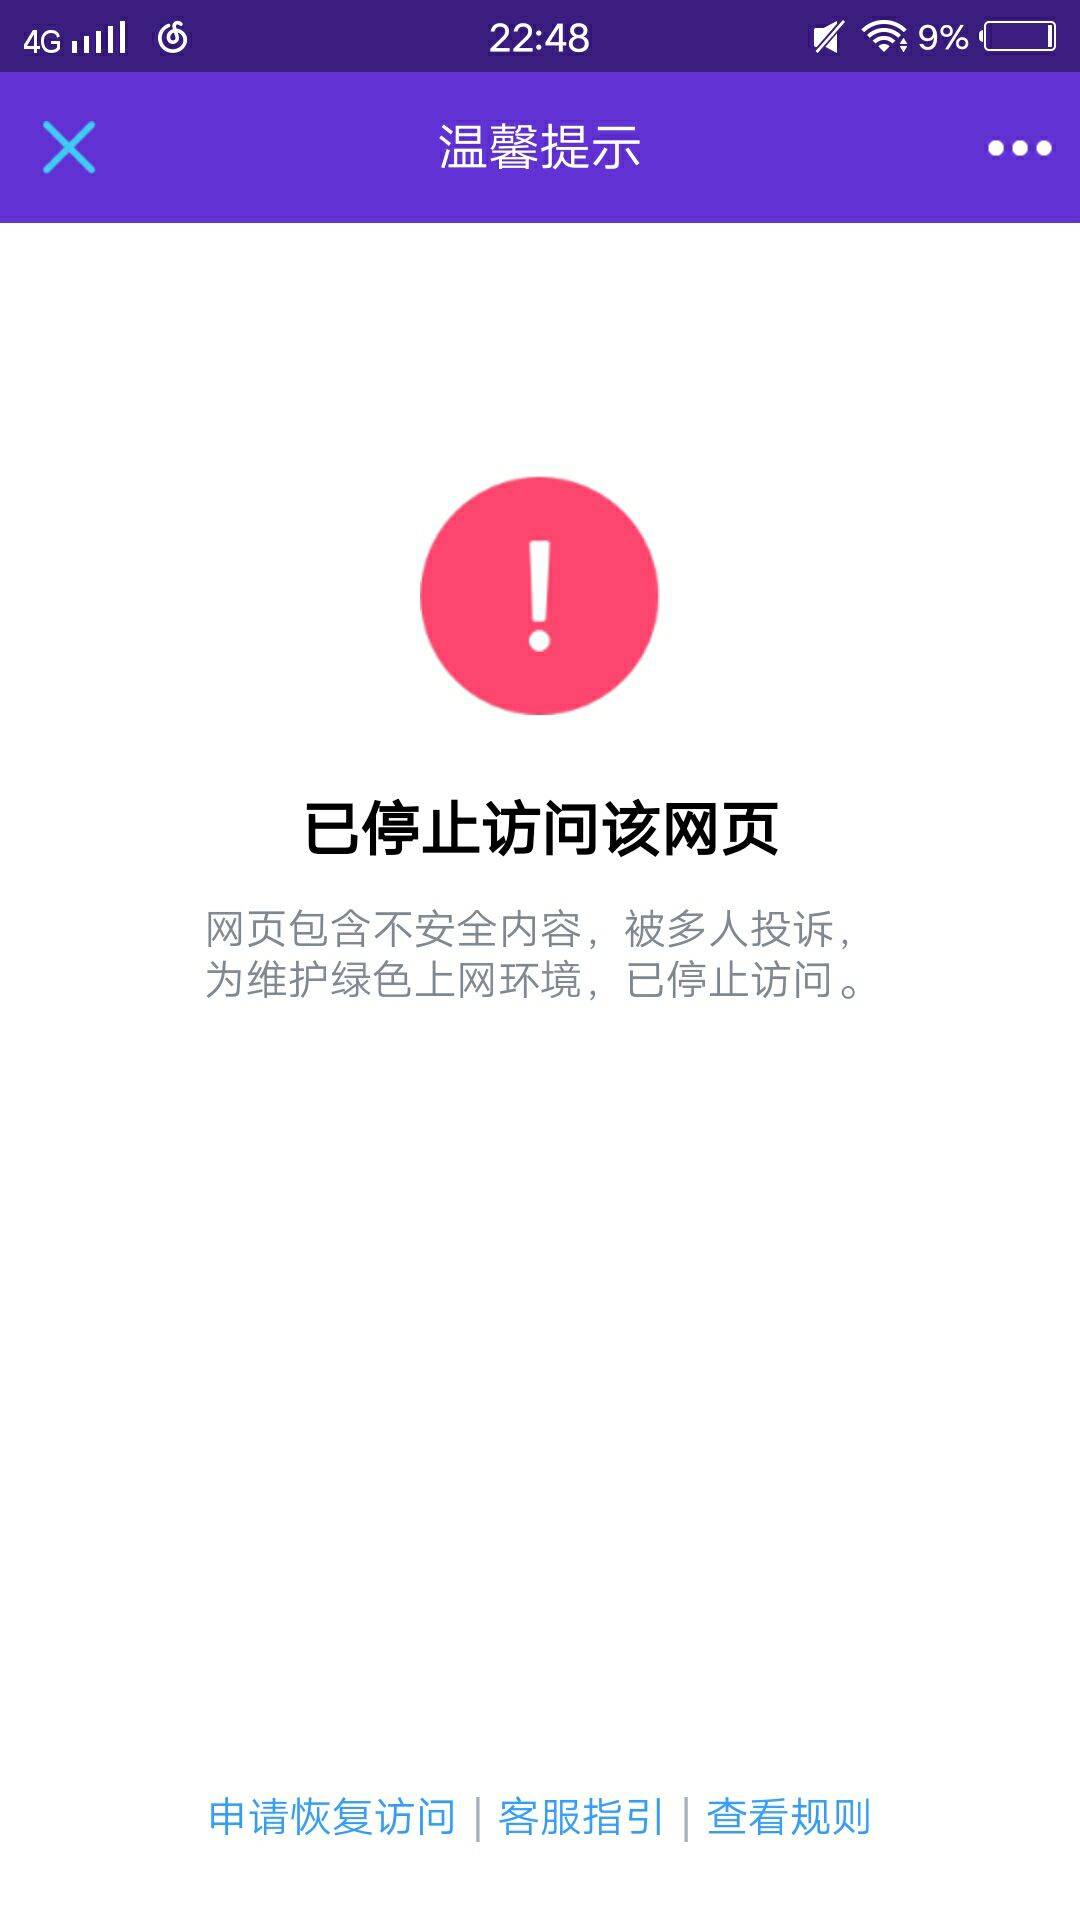 4G 22:48 9%
温馨提示
已停止访问该网页
网页包含不安全内容，被多人投诉，
为维护绿色上网环境，已停止访问。
申请恢复访问 | 客服指引 | 查看规则